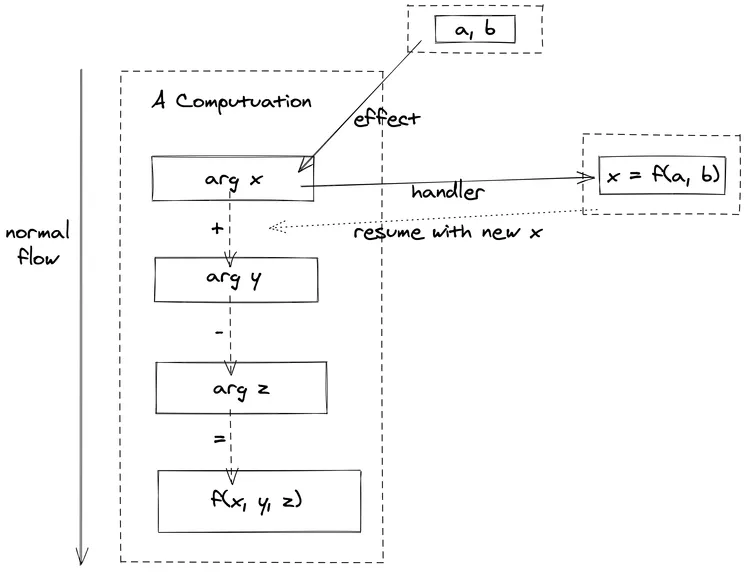 a, b
A Computuation
effect
arg x
x = f(a, b)
handler
+
resume with new x
normal
flow
arg y
-
arg z
=
f(x, y, z)